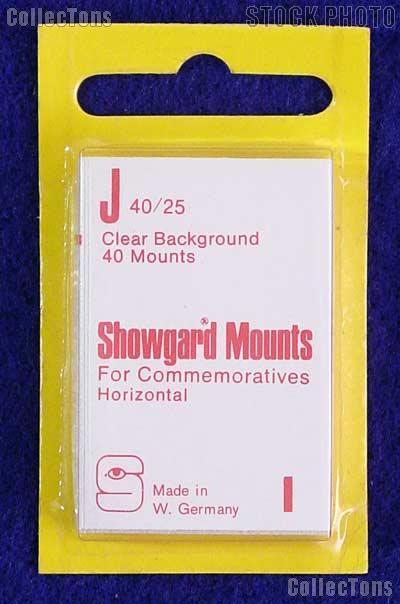 CollecTons
STOCK PHOTO
J 40/25
Clear Background
40 Mounts
Showgard® Mounts
For Commemoratives
Horizontal
S
Made in
W. Germany
I
CollecTons